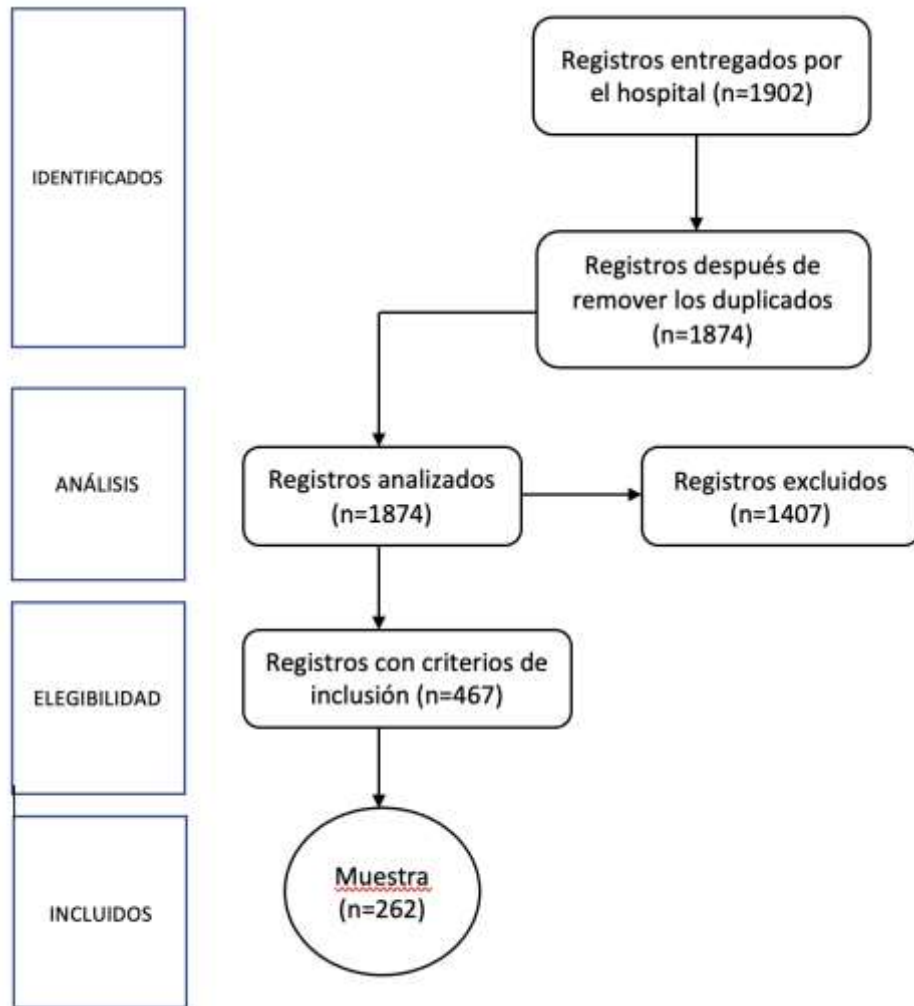 IDENTIFICADOS
Registros entregados por
el hospital (n=1902)
Registros después de
remover los duplicados
(n=1874)
ANÁLISIS
Registros analizados
(n=1874)
Registros excluidos
(n=1407)
ELEGIBILIDAD
Registros con criterios de
inclusión (n=467)
INCLUIDOS
Muestra
(n=262)